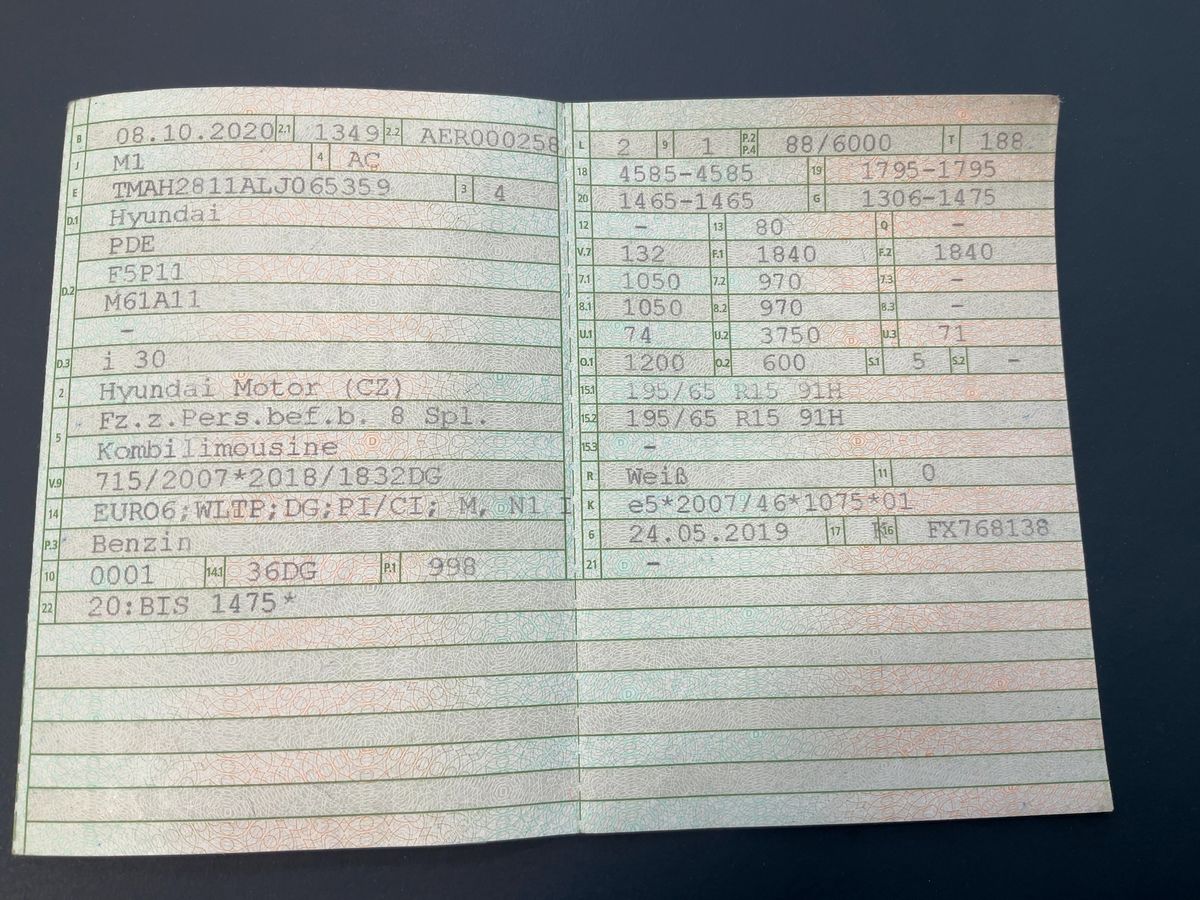 B 08.10.2020 2.1 1349 2.2 AER000258
J M1 4 AC
E TMAH2811ALJ065359 3 4
D.1 Hyundai
D.2 PDE
F5P11
M61A11
-
D.3 i 30
2 Hyundai Motor (CZ)
5 Fz.z.Pers.bef.b. 8 Spl.
Kombilimousine
V.9 715/2007*2018/1832DG
14 EURO6;WLTP;DG;PI/CI; M, N1 I
P.3 Benzin
10 0001 14.1 36DG P.1 998
22 20:BIS 1475*
L 2 9 1 P.2 P.4 88/6000 T 188
18 4585-4585 19 1795-1795
20 1465-1465 G 1306-1475
12 - 13 80 Q -
V.7 132 F.1 1840 F.2 1840
7.1 1050 7.2 970 7.3 -
8.1 1050 8.2 970 8.3 -
U.1 74 U.2 3750 U.3 71
O.1 1200 O.2 600 S.1 5 S.2 -
15.1 195/65 R15 91H
15.2 195/65 R15 91H
15.3 -
R Weiß 11 0
K e5*2007/46*1075*01
6 24.05.2019 17 K 16 FX768138
21 -